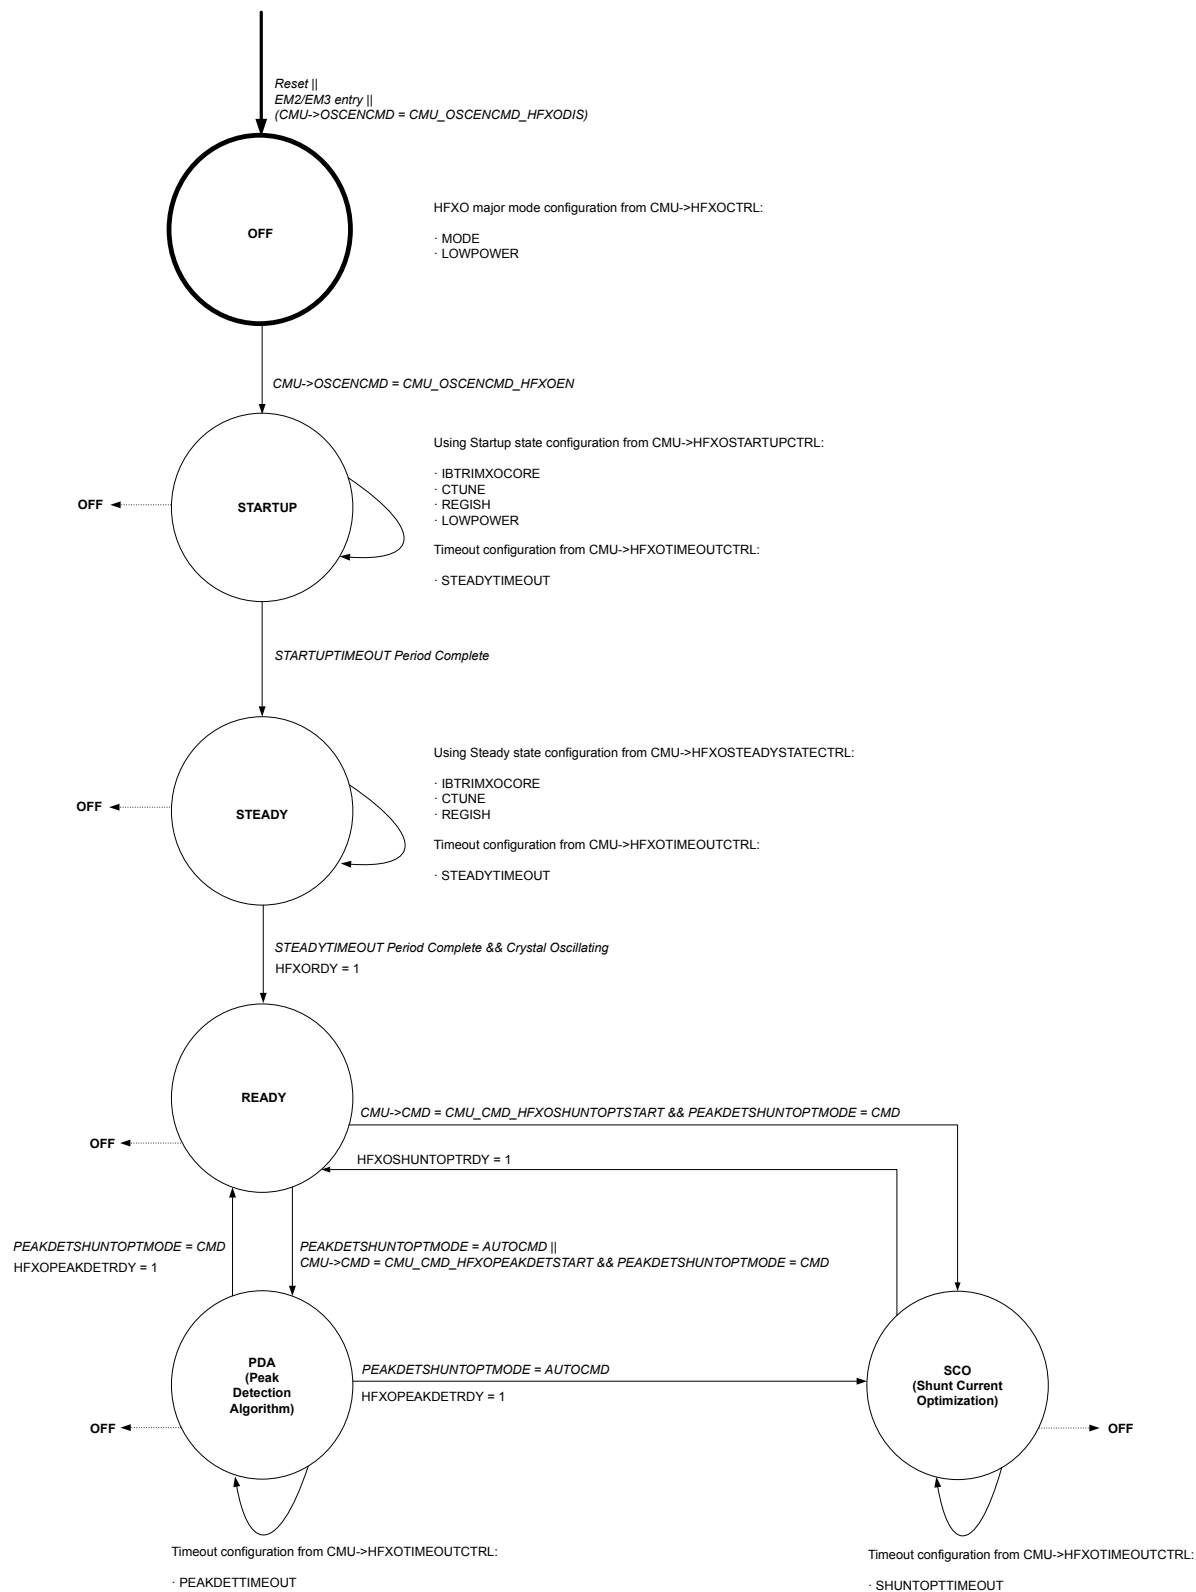 Reset ||
EM2/EM3 entry ||
(CMU->OSCENCMD = CMU_OSCENCMD_HFXODIS)
OFF
HFXO major mode configuration from CMU->HFXOCTRL:
· MODE
· LOWPOWER
CMU->OSCENCMD = CMU_OSCENCMD_HFXOEN
OFF
STARTUP
Using Startup state configuration from CMU->HFXOSTARTUPCTRL:
· IBTRIMXOCORE
· CTUNE
· REGISH
· LOWPOWER
Timeout configuration from CMU->HFXOTIMEOUTCTRL:
· STEADYTIMEOUT
STARTUPTIMEOUT Period Complete
OFF
STEADY
Using Steady state configuration from CMU->HFXOSTEADYSTATECTRL:
· IBTRIMXOCORE
· CTUNE
· REGISH
Timeout configuration from CMU->HFXOTIMEOUTCTRL:
· STEADYTIMEOUT
STEADYTIMEOUT Period Complete && Crystal Oscillating
HFXORDY = 1
READY
OFF
CMU->CMD = CMU_CMD_HFXOSHUNTOPTSTART && PEAKDETSHUNTOPTMODE = CMD
HFXOSHUNTOPTRDY = 1
PEAKDETSHUNTOPTMODE = CMD
HFXOPEAKDETRDY = 1
PEAKDETSHUNTOPTMODE = AUTOCMD ||
CMU->CMD = CMU_CMD_HFXOPEAKDETSTART && PEAKDETSHUNTOPTMODE = CMD
PDA
(Peak
Detection
Algorithm)
OFF
PEAKDETSHUNTOPTMODE = AUTOCMD
HFXOPEAKDETRDY = 1
SCO
(Shunt Current
Optimization)
OFF
Timeout configuration from CMU->HFXOTIMEOUTCTRL:
· PEAKDETTIMEOUT
Timeout configuration from CMU->HFXOTIMEOUTCTRL:
· SHUNTOPTTIMEOUT